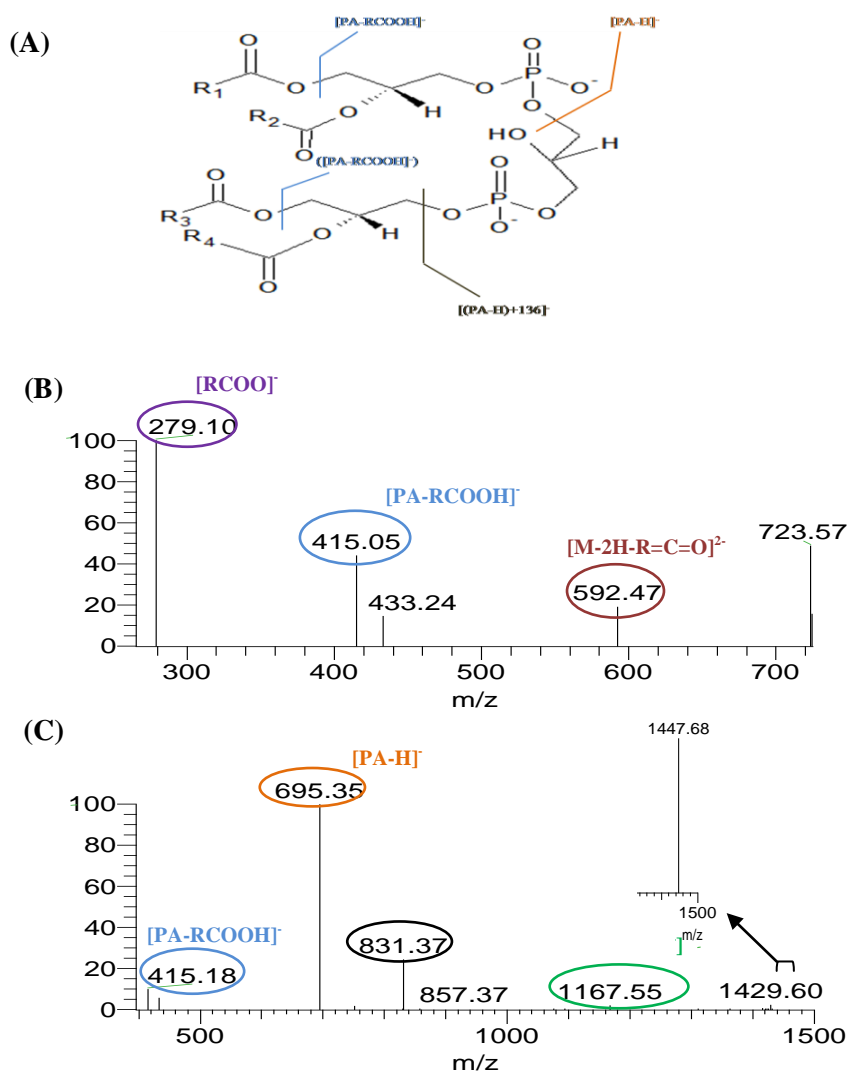 (A)
[PA-RCOOH]-
[PA-H]-
R1
O
O
O
O
P
O
O-
O
R2
O
O
H
HO
H
([PA-RCOOH]-)
O
O
R3
O
R4
O
O
H
O
P
O-
O
[(PA-H)+136]-
(B)
[RCOO]-
279.10
100
80
60
40
20
0
[PA-RCOOH]-
415.05
433.24
[M-2H-R=C=O]2-
592.47
723.57
300 400 500 600 700
m/z
(C)
1447.68
[PA-H]-
695.35
100
80
60
40
20
0
1500
m/z
]-
[PA-RCOOH]-
415.18
831.37
857.37
1167.55
1429.60
500 1000 1500
m/z